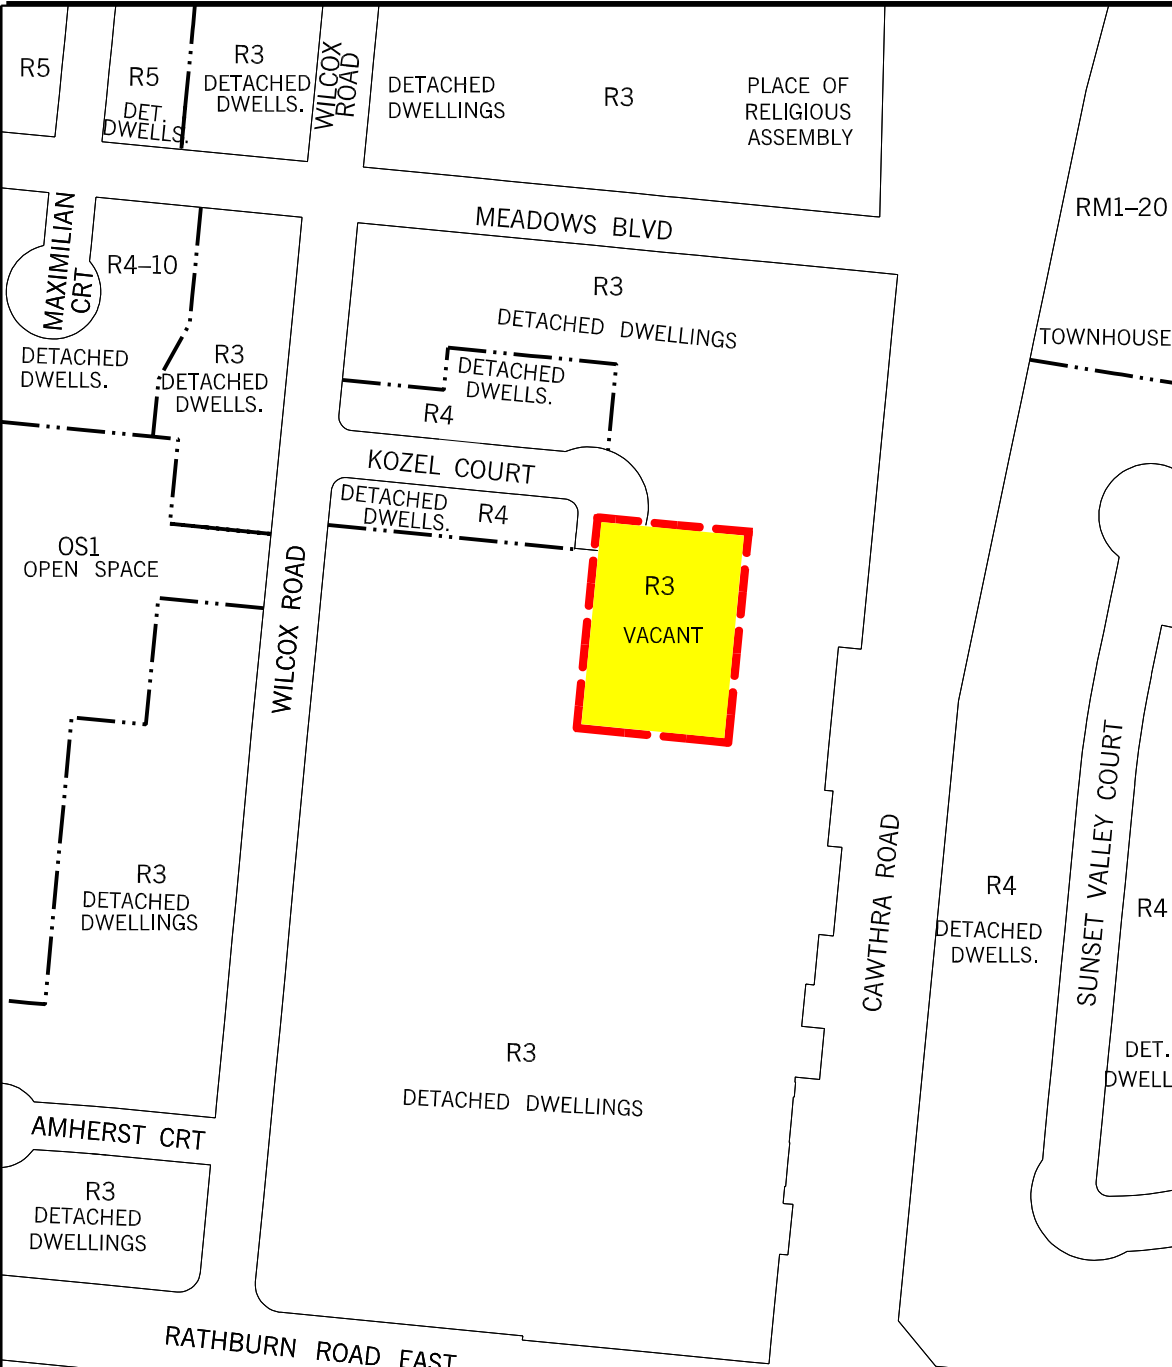 R5
R5
DET.
DWELLS.
R3
DETACHED
DWELLS.
WILCOX
ROAD
DETACHED
DWELLINGS
R3
PLACE OF
RELIGIOUS
ASSEMBLY
RM1–20
MEADOWS BLVD
MAXIMILIAN
CRT
R4–10
DETACHED
DWELLS.
R3
DETACHED
DWELLS.
R3
DETACHED DWELLINGS
TOWNHOUSE
DETACHED
DWELLS.
R4
KOZEL COURT
DETACHED
DWELLS.
R4
OS1
OPEN SPACE
WILCOX ROAD
R3
VACANT
SUNSET VALLEY COURT
CAWTHRA ROAD
R3
DETACHED
DWELLINGS
R4
DETACHED
DWELLS.
R4
R3
DETACHED DWELLINGS
DET.
DWELL
AMHERST CRT
R3
DETACHED
DWELLINGS
RATHBURN ROAD EAST